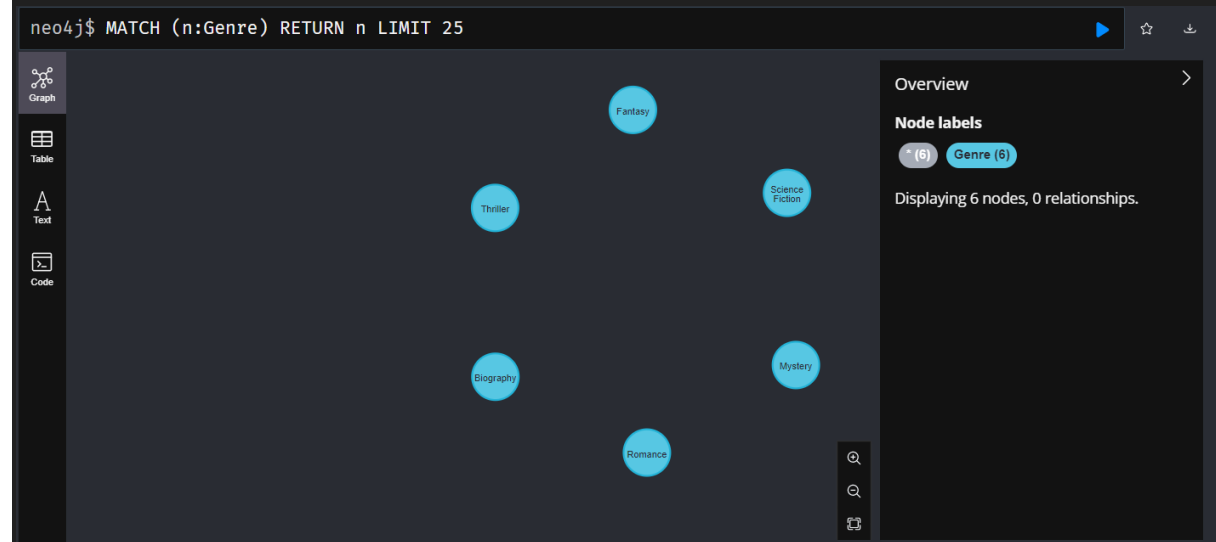 neo4j$ MATCH (n:Genre) RETURN n LIMIT 25
Graph
Table
Text
Code
Fantasy
Science
Fiction
Thriller
Biography
Mystery
Romance
Overview
Node labels
* (6) Genre (6)
Displaying 6 nodes, 0 relationships.